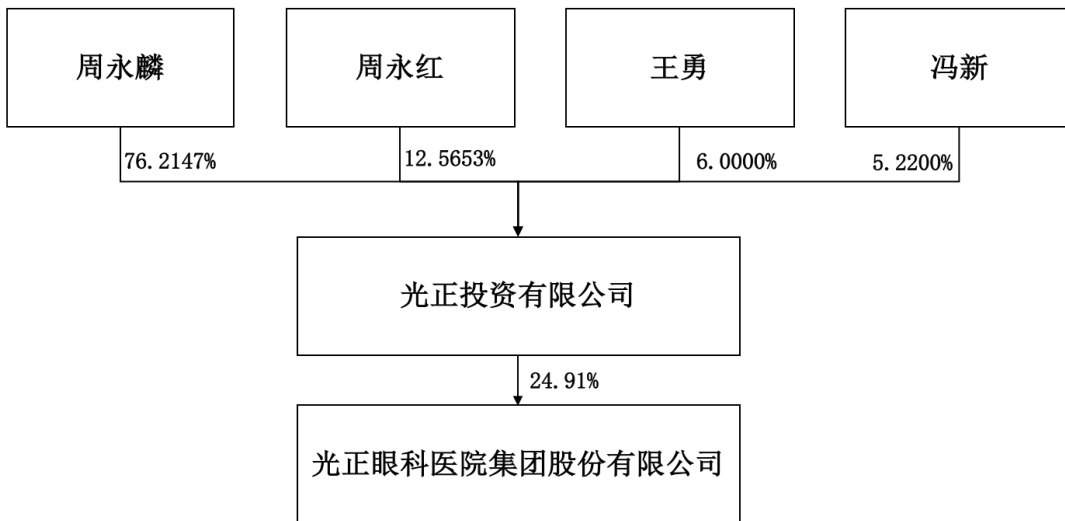 周永麟
周永红
王勇
冯新
76.2147%
12.5653%
6.0000%
5.2200%
光正投资有限公司
24.91%
光正眼科医院集团股份有限公司